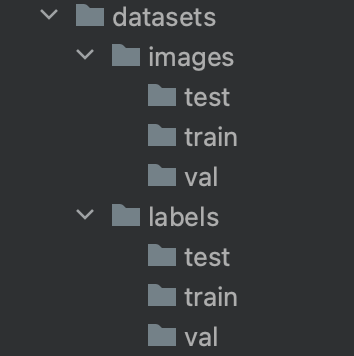 datasets
images
test
train
val
labels
test
train
val